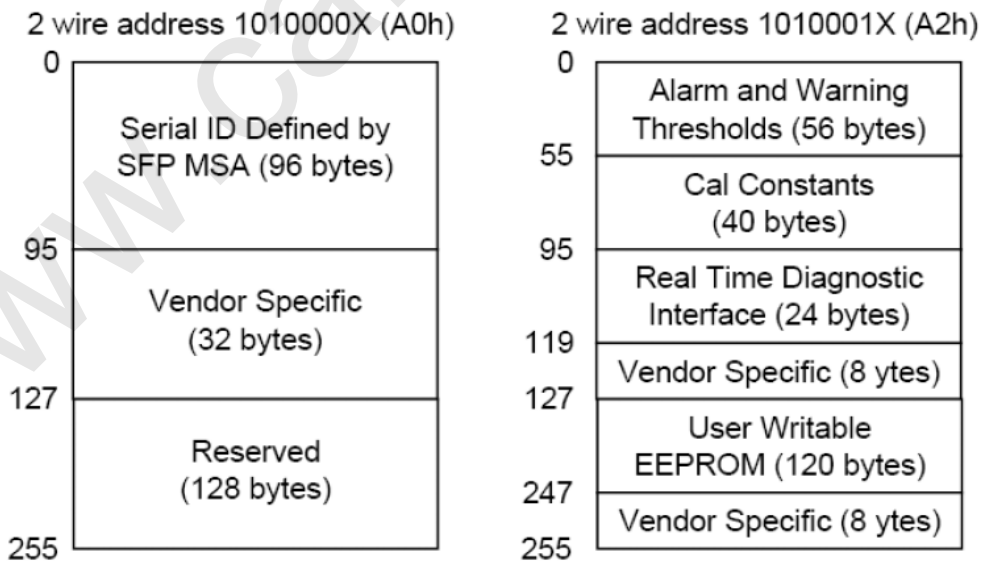 2 wire address 1010000X (A0h)
0
Serial ID Defined by
SFP MSA (96 bytes)
95
Vendor Specific
(32 bytes)
127
Reserved
(128 bytes)
255
2 wire address 1010001X (A2h)
0
Alarm and Warning
Thresholds (56 bytes)
55
Cal Constants
(40 bytes)
95
Real Time Diagnostic
Interface (24 bytes)
119
Vendor Specific (8 ytes)
127
User Writable
EEPROM (120 bytes)
247
Vendor Specific (8 ytes)
255